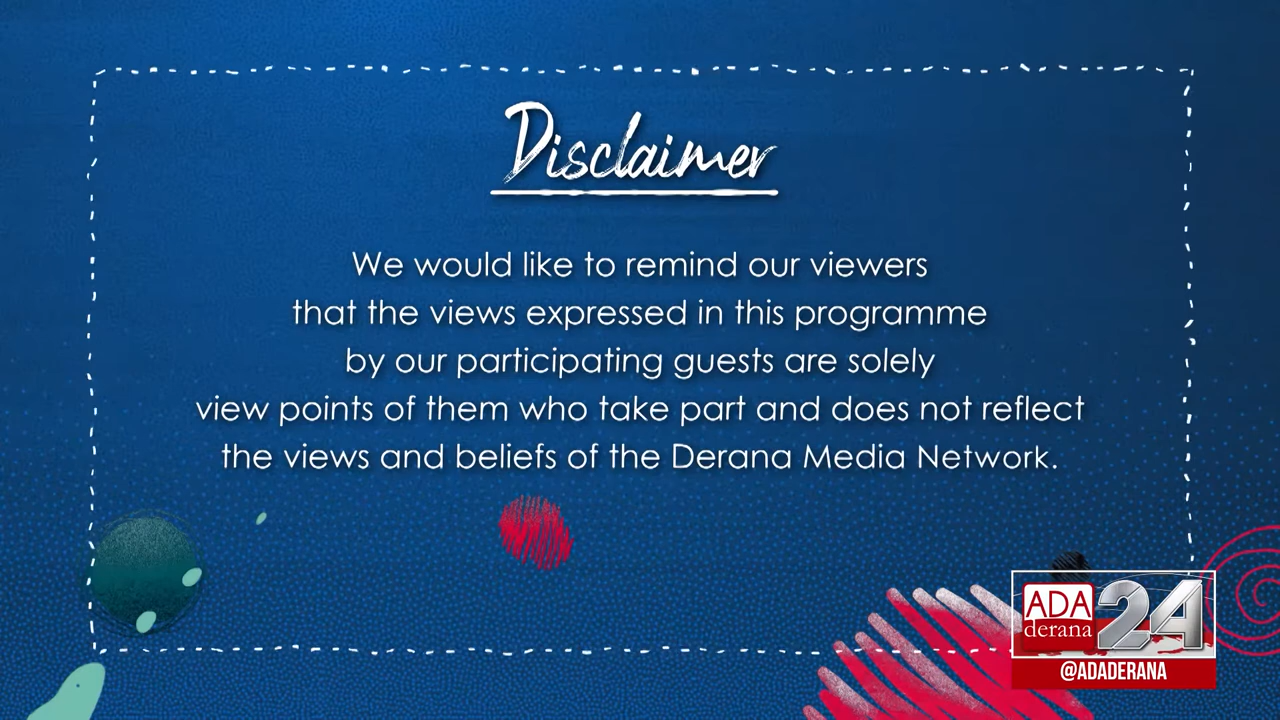 Disclaimer
We would like to remind our viewers
that the views expressed in this programme
by our participating guests are solely
view points of them who take part and does not reflect
the views and beliefs of the Derana Media Network.
ADA
derana
24
@ADADERANA